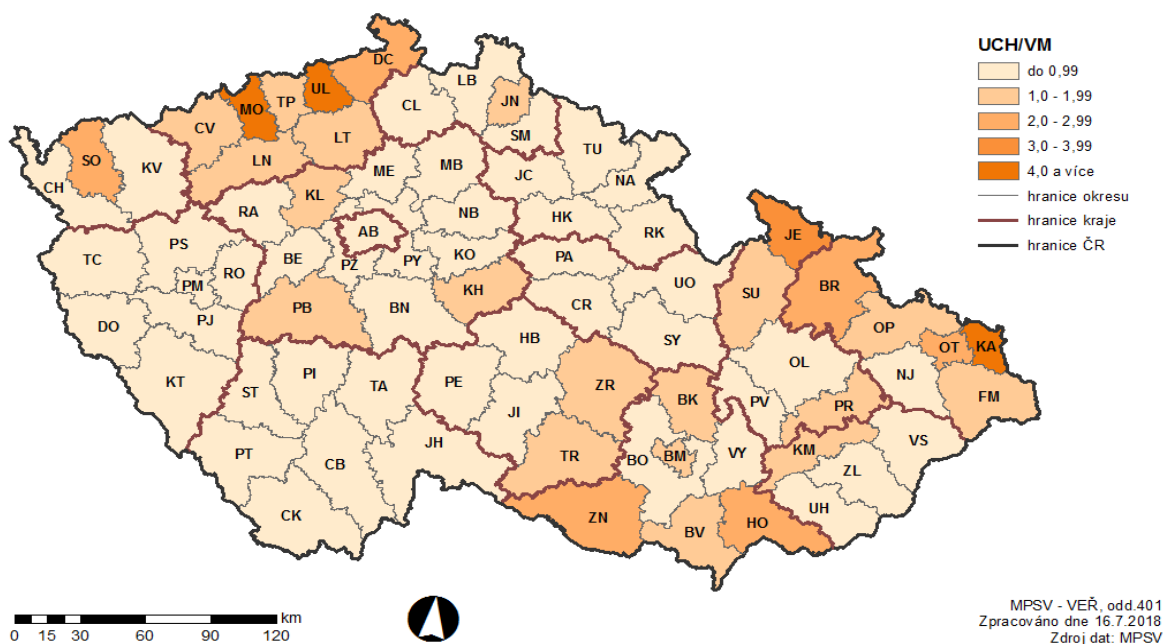 UCH/VM
do 0,99
1,0 - 1,99
2,0 - 2,99
3,0 - 3,99
4,0 a více
hranice okresu
hranice kraje
hranice ČR
DC
UL
LB
TP
MO
JN
CL
CV
LT
SM
TU
SO
KV
LN
ME
MB
JC
NA
CH
KL
RA
NB
HK
AB
RK
JE
PS
BE
PZ
PY
KO
PA
TC
RO
PM
KH
UO
SU
BR
PB
BN
CR
DO
PJ
OP
HB
SY
OT
KA
OL
NJ
KT
ST
PI
TA
PE
ZR
BK
PV
PR
FM
JI
VS
PT
CB
JH
TR
BO
BM
VY
KM
ZL
CK
ZN
BV
HO
UH
km
0 15 30 60 90 120
MPSV - VEŘ, odd.401
Zpracováno dne 16.7.2018
Zdroj dat: MPSV